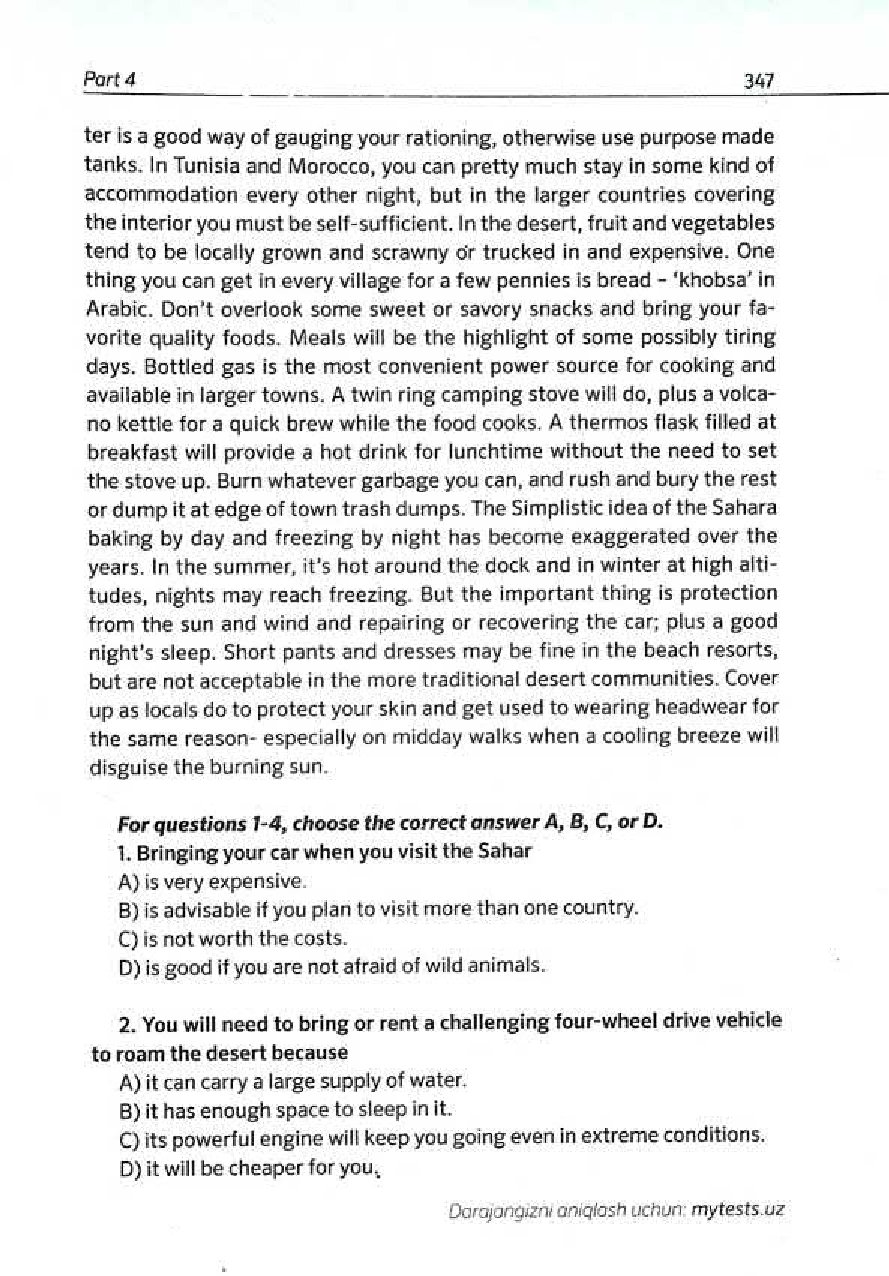 Part 4 347
ter is a good way of gauging your rationing, otherwise use purpose made
tanks. In Tunisia and Morocco, you can pretty much stay in some kind of
accommodation every other night, but in the larger countries covering
the interior you must be self-sufficient. In the desert, fruit and vegetables
tend to be locally grown and scrawny or trucked in and expensive. One
thing you can get in every village for a few pennies is bread - 'khobsa' in
Arabic. Don't overlook some sweet or savory snacks and bring your fa-
vorite quality foods. Meals will be the highlight of some possibly tiring
days. Bottled gas is the most convenient power source for cooking and
available in larger towns. A twin ring camping stove will do, plus a volca-
no kettle for a quick brew while the food cooks. A thermos flask filled at
breakfast will provide a hot drink for lunchtime without the need to set
the stove up. Burn whatever garbage you can, and rush and bury the rest
or dump it at edge of town trash dumps. The Simplistic idea of the Sahara
baking by day and freezing by night has become exaggerated over the
years. In the summer, it's hot around the dock and in winter at high alti-
tudes, nights may reach freezing. But the important thing is protection
from the sun and wind and repairing or recovering the car; plus a good
night's sleep. Short pants and dresses may be fine in the beach resorts,
but are not acceptable in the more traditional desert communities. Cover
up as locals do to protect your skin and get used to wearing headwear for
the same reason- especially on midday walks when a cooling breeze will
disguise the burning sun.
For questions 1-4, choose the correct answer A, B, C, or D.
1. Bringing your car when you visit the Sahar
A) is very expensive.
B) is advisable if you plan to visit more than one country.
C) is not worth the costs.
D) is good if you are not afraid of wild animals.
2. You will need to bring or rent a challenging four-wheel drive vehicle
to roam the desert because
A) it can carry a large supply of water.
B) it has enough space to sleep in it.
C) its powerful engine will keep you going even in extreme conditions.
D) it will be cheaper for you.
Darajangizni aniqlash uchun: mytests.uz